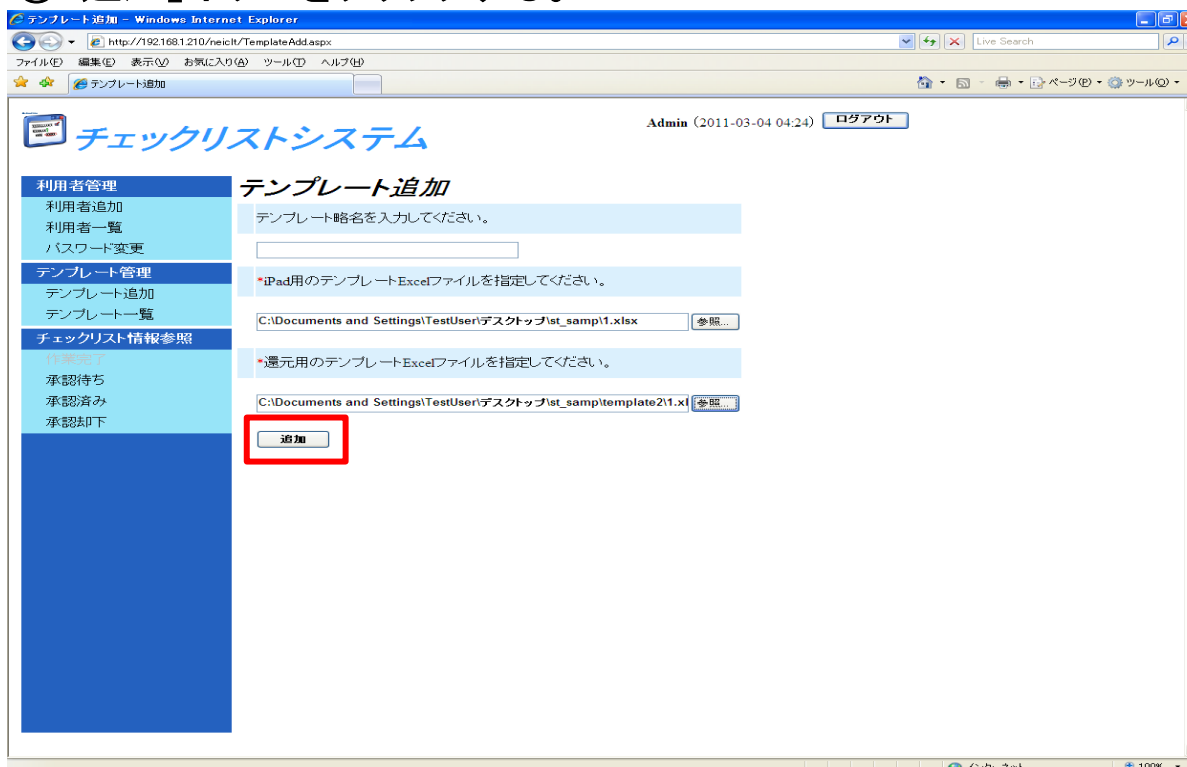 テンプレート追加 - Windows Internet Explorer
http://192.168.1.210/neiclt/TemplateAdd.aspx
Live Search
ファイル(F) 編集(E) 表示(V) お気に入り(A) ツール(T) ヘルプ(H)
テンプレート追加
ページ(P) ツール(O)
チェックリストシステム
Admin (2011-03-04 04:24) ログアウト
利用者管理
利用者追加
利用者一覧
パスワード変更
テンプレート管理
テンプレート追加
テンプレート一覧
チェックリスト情報参照
作業完了
承認待ち
承認済み
承認却下
テンプレート追加
テンプレート略名を入力してください。
*iPad用のテンプレートExcelファイルを指定してください。
C:\Documents and Settings\TestUser\デスクトップ\st_samp\1.xlsx 参照...
*還元用のテンプレートExcelファイルを指定してください。
C:\Documents and Settings\TestUser\デスクトップ\st_samp\template2\1.xl 参照...
追加
100%